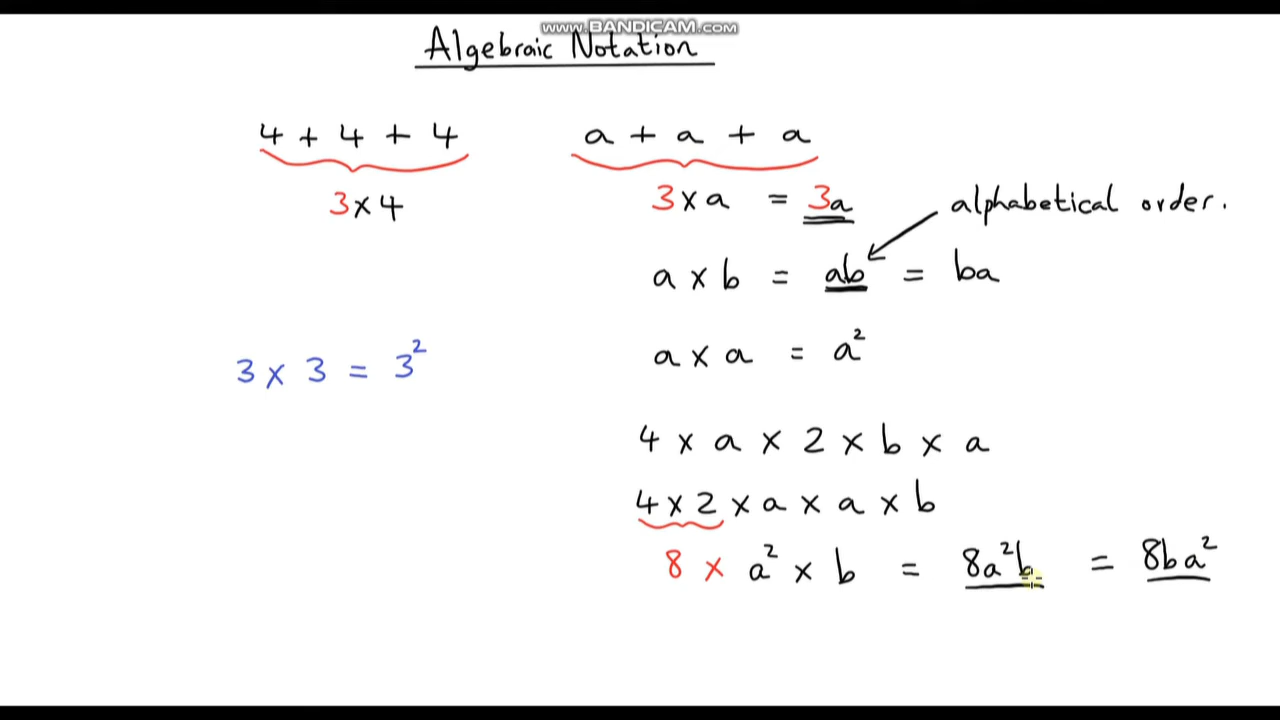 www.BANDICAM.com
Algebraic Notation
4 + 4 + 4
3 x 4
a + a + a
3 x a = 3a
alphabetical order.
a x b = ab = ba
3 x 3 = 3²
a x a = a²
4 x a x 2 x b x a
4 x 2 x a x a x b
8 x a² x b = 8a²b = 8ba²